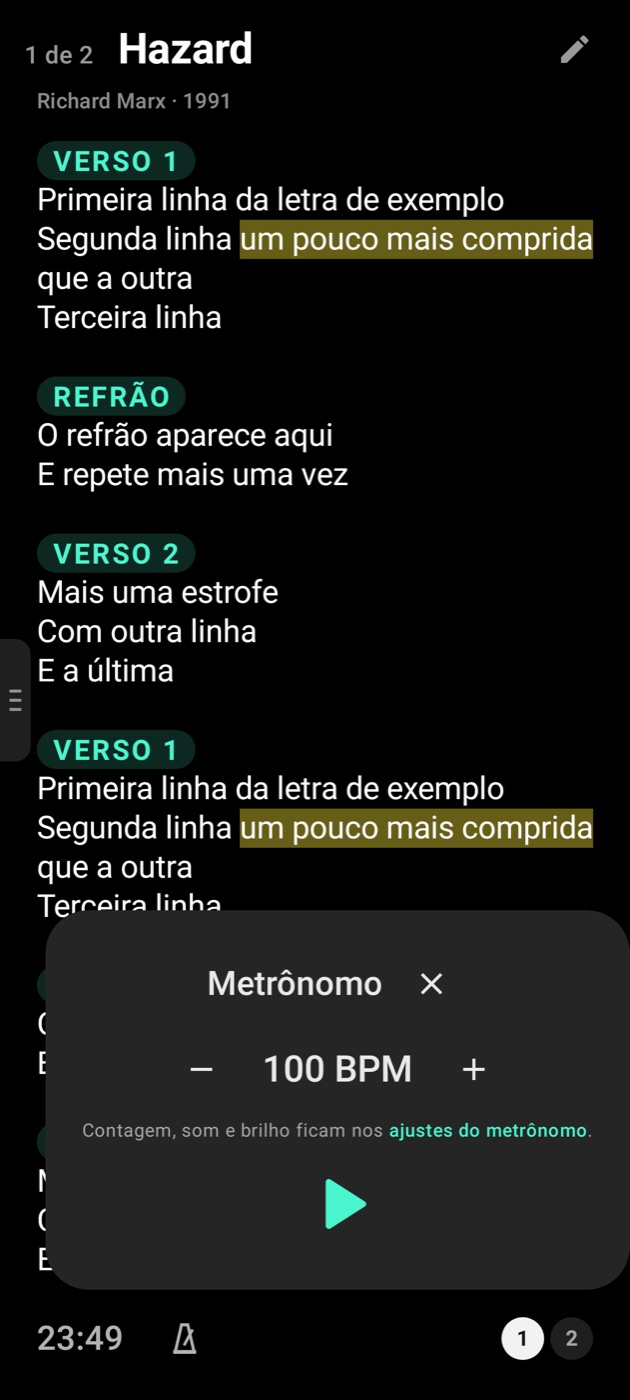 1 de 2 Hazard
Richard Marx · 1991
VERSO 1
Primeira linha da letra de exemplo
Segunda linha um pouco mais comprida
que a outra
Terceira linha
REFRÃO
O refrão aparece aqui
E repete mais uma vez
VERSO 2
Mais uma estrofe
Com outra linha
E a última
VERSO 1
Primeira linha da letra de exemplo
Segunda linha um pouco mais comprida
que a outra
Terceira linha
Metrônomo
100 BPM
Contagem, som e brilho ficam nos ajustes do metrônomo.
23:49
1 2